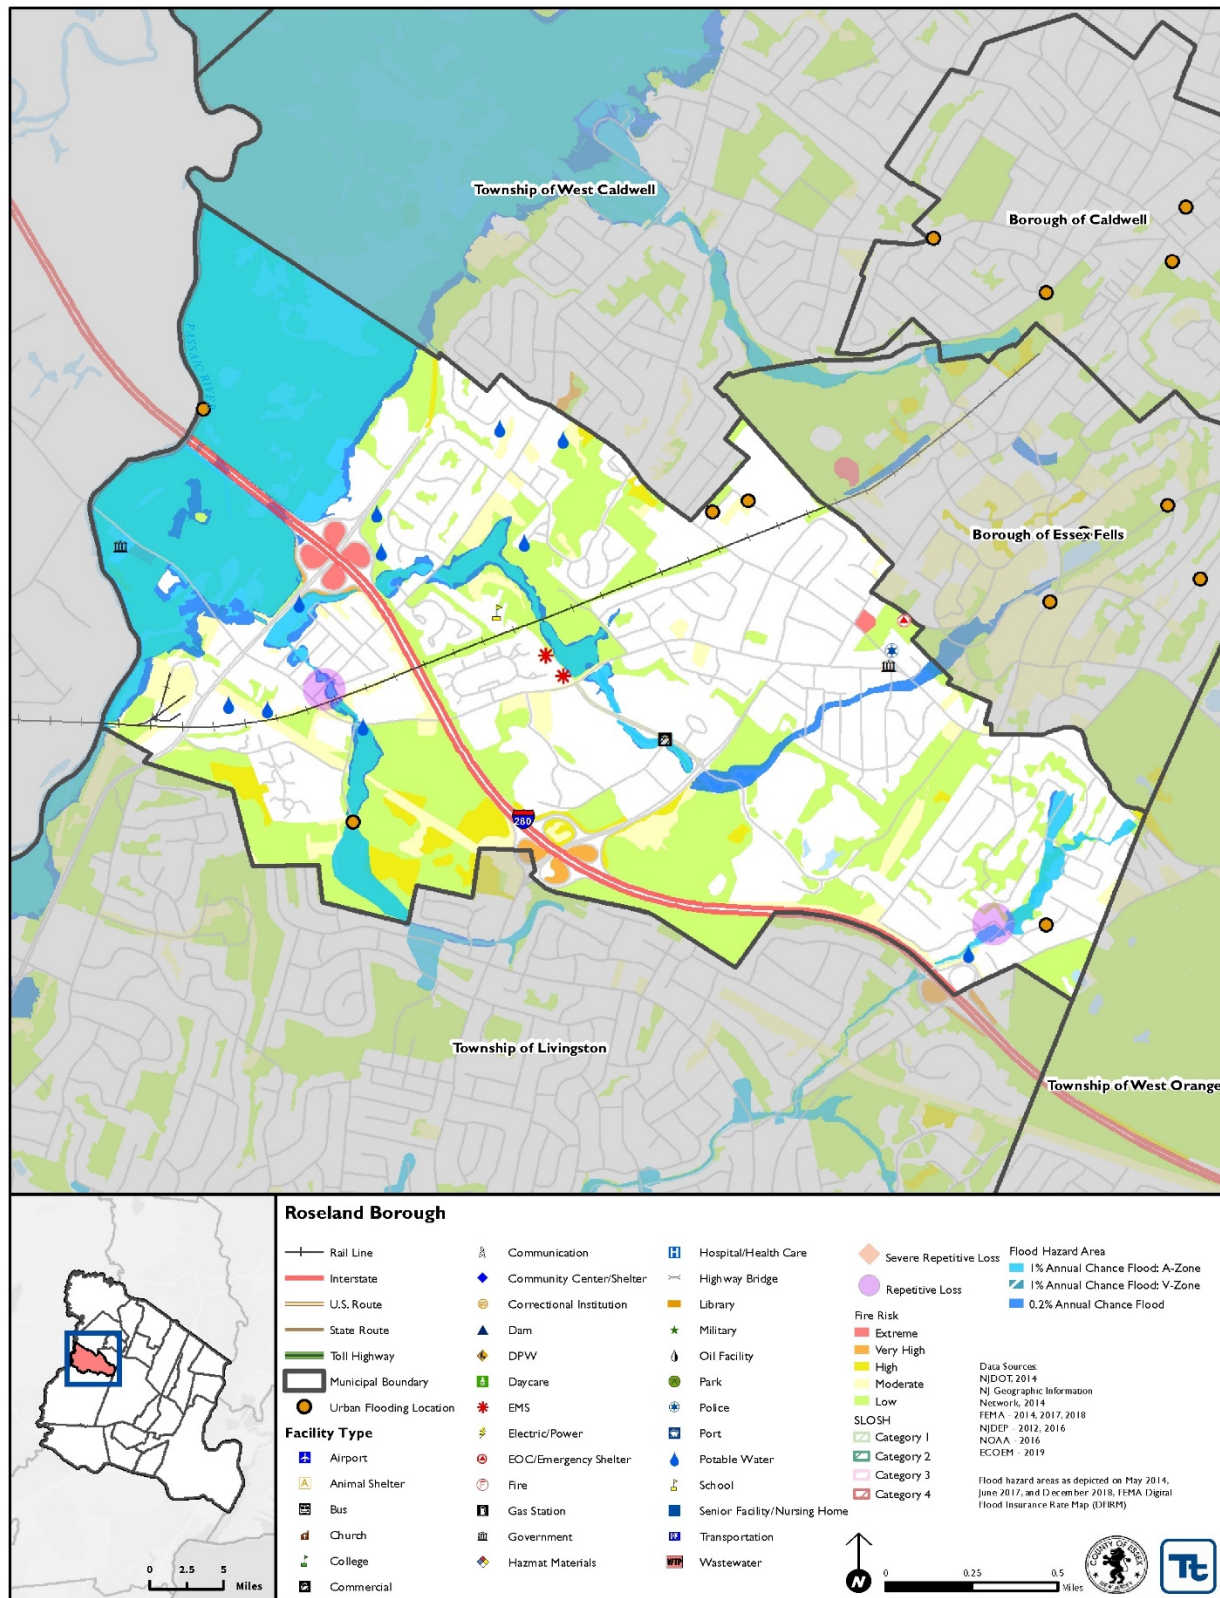 Township of West Caldwell
Borough of Caldwell
PASSAIC RIVER
Borough of Essex Fells
280
Township of Livingston
Township of West Orange
Roseland Borough
Rail Line
Interstate
U.S. Route
State Route
Toll Highway
Municipal Boundary
Urban Flooding Location
Facility Type
Airport
A
Animal Shelter
Bus
Church
College
Commercial
Communication
Community Center/Shelter
Correctional Institution
Dam
DPW
Daycare
EMS
Electric/Power
EOC/Emergency Shelter
Fire
Gas Station
Government
Hazmat Materials
H
Hospital/Health Care
Highway Bridge
Library
Military
Oil Facility
Park
Police
Port
Potable Water
School
Senior Facility/Nursing Home
Transportation
WTP
Wastewater
Severe Repetitive Loss
Repetitive Loss
Fire Risk
Extreme
Very High
High
Moderate
Low
SLOSH
Category 1
Category 2
Category 3
Category 4
Flood Hazard Area
1% Annual Chance Flood: A-Zone
1% Annual Chance Flood: V-Zone
0.2% Annual Chance Flood
Data Sources:
NJDOT, 2014
NJ Geographic Information
Network, 2014
FEMA - 2014, 2017, 2018
NJDEP - 2012, 2016
NOAA - 2016
ECOEM - 2019
Flood hazard areas as depicted on May 2014,
June 2017, and December 2018, FEMA Digital
Flood Insurance Rate Map (DFIRM)
0 2.5 5
Miles
N
0 0.25 0.5
Miles
COUNTY OF ESSEX
NEW JERSEY
Tt